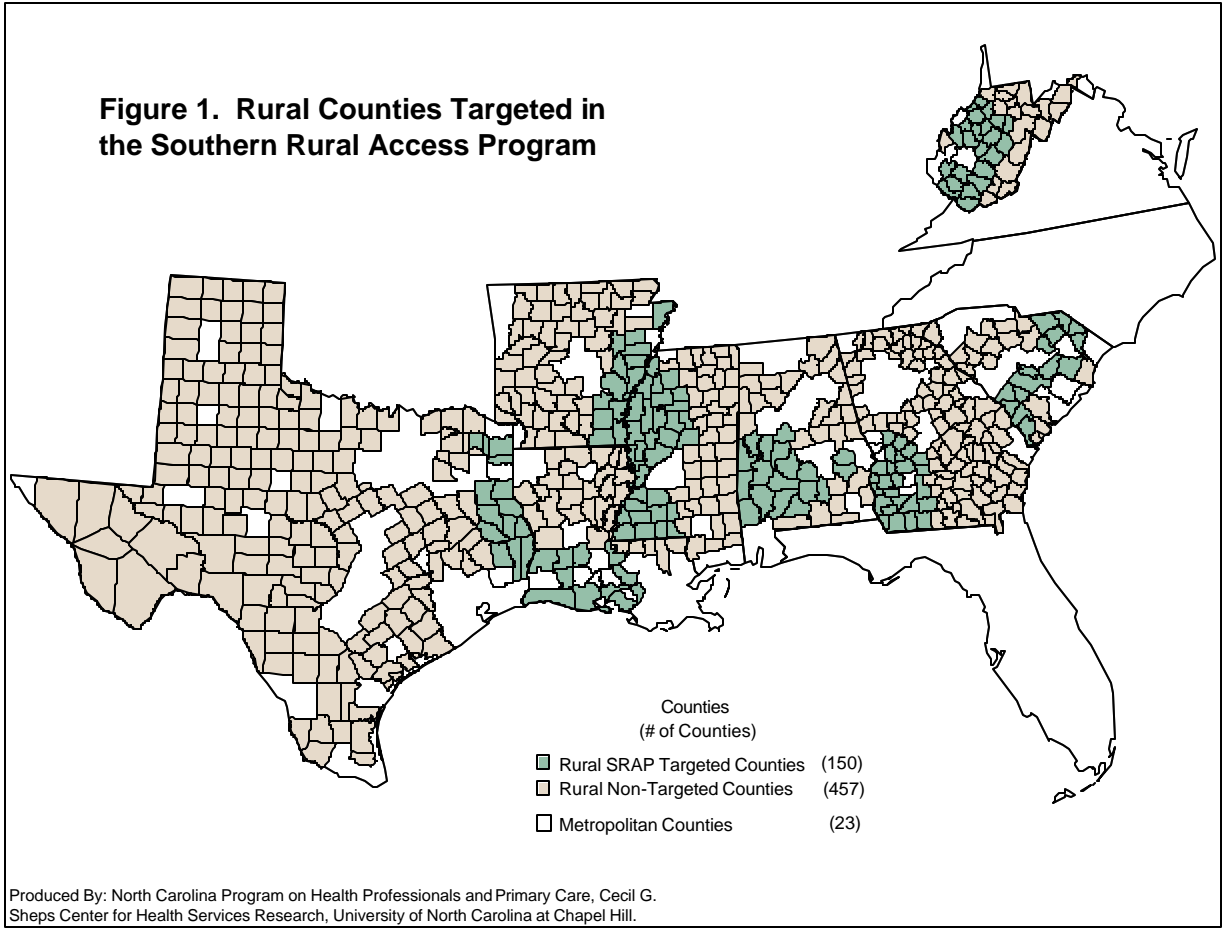 Figure 1. Rural Counties Targeted in
the Southern Rural Access Program
Counties
(# of Counties)
Rural SRAP Targeted Counties (150)
Rural Non-Targeted Counties (457)
Metropolitan Counties (23)
Produced By: North Carolina Program on Health Professionals and Primary Care, Cecil G.
Sheps Center for Health Services Research, University of North Carolina at Chapel Hill.